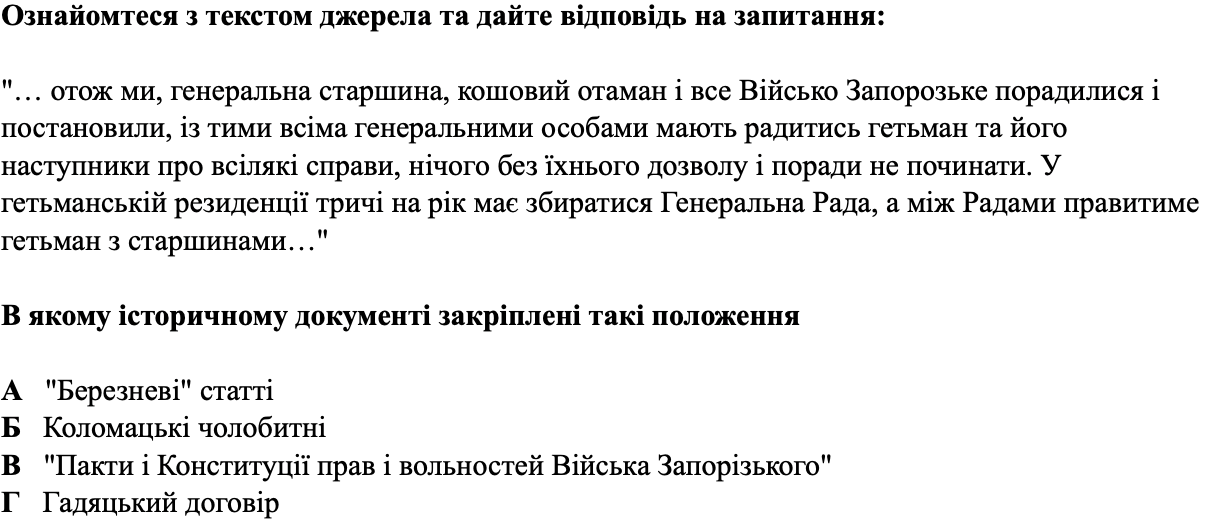 Ознайомтеся з текстом джерела та дайте відповідь на запитання:
"… отож ми, генеральна старшина, кошовий отаман і все Військо Запорозьке порадилися і
постановили, із тими всіма генеральними особами мають радитись гетьман та його
наступники про всілякі справи, нічого без їхнього дозволу і поради не починати. У
гетьманській резиденції тричі на рік має збиратися Генеральна Рада, а між Радами правитиме
гетьман з старшинами…"
В якому історичному документі закріплені такі положення
А "Березневі" статті
Б Коломацькі чолобитні
В "Пакти і Конституції прав і вольностей Війська Запорізького"
Г Гадяцький договір